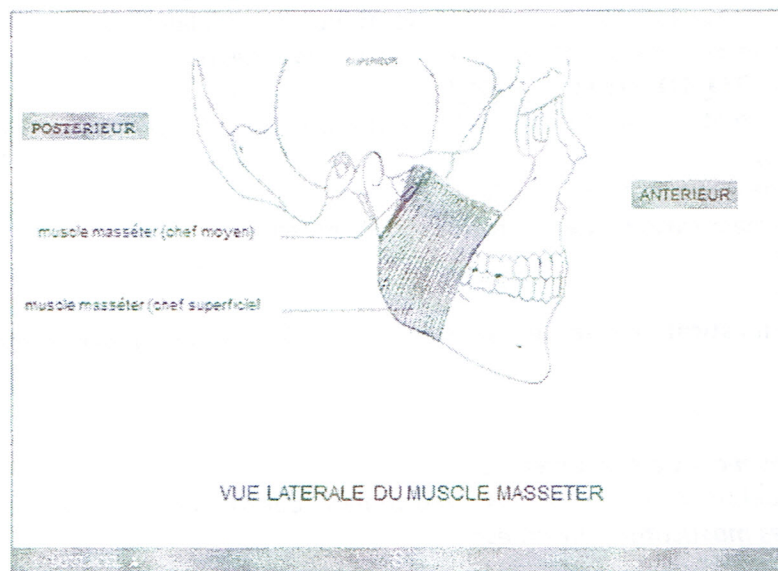 SUPERIEUR
POSTERIEUR
ANTERIEUR
muscle masséter (chef moyen)
muscle masséter (chef superficiel
VUE LATERALE DU MUSCLE MASSETER